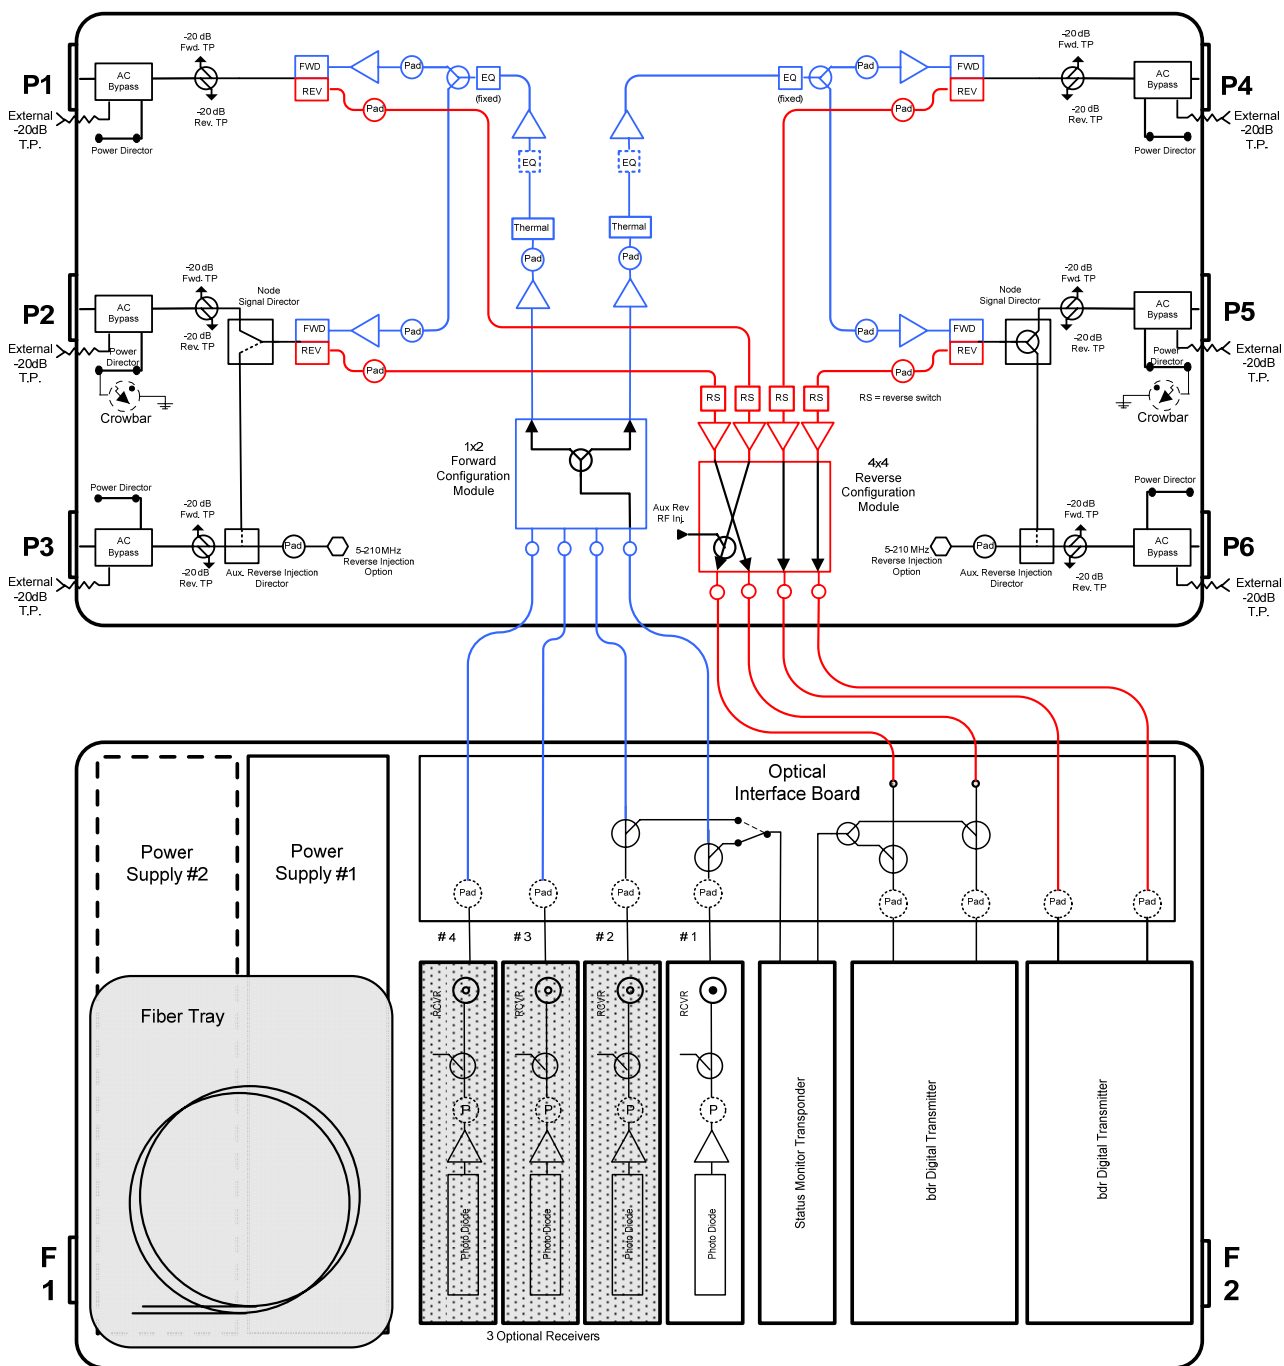 -20 dB
Fwd. TP
P1
AC
Bypass
-20 dB
Rev. TP
External
-20dB
T.P.
Power Director
FWD
REV
Pad
Pad
EQ
(fixed)
EQ
Thermal
Pad
EQ
(fixed)
EQ
Thermal
Pad
Pad
Pad
FWD
REV
-20 dB
Fwd. TP
-20 dB
Rev. TP
AC
Bypass
P4
External
-20dB
T.P.
Power Director
P2
AC
Bypass
-20 dB
Fwd. TP
-20 dB
Rev. TP
Node
Signal Director
External
-20dB
T.P.
Power
Director
Crowbar
FWD
REV
Pad
Pad
Pad
Pad
FWD
REV
Node
Signal Director
-20 dB
Fwd. TP
-20 dB
Rev. TP
AC
Bypass
P5
External
-20dB
T.P.
Power
Director
Crowbar
RS
RS
RS
RS
RS = reverse switch
1x2
Forward
Configuration
Module
4x4
Reverse
Configuration
Module
Aux Rev
RF Inj.
Power Director
P3
AC
Bypass
-20 dB
Fwd. TP
-20 dB
Rev. TP
External
-20dB
T.P.
Pad
Aux. Reverse Injection
Director
5-210 MHz
Reverse Injection
Option
5-210 MHz
Reverse Injection
Option
Pad
Aux. Reverse Injection
Director
-20 dB
Fwd. TP
-20 dB
Rev. TP
Power Director
AC
Bypass
P6
External
-20dB
T.P.
Optical
Interface Board
Power
Supply #2
Power
Supply #1
Pad
Pad
Pad
Pad
Pad
Pad
Pad
Pad
#4
#3
#2
#1
Fiber Tray
RCVR
RCVR
RCVR
RCVR
P
P
P
P
Photo Diode
Photo Diode
Photo Diode
Photo Diode
Status Monitor Transponder
bdr Digital Transmitter
bdr Digital Transmitter
F
1
F
2
3 Optional Receivers